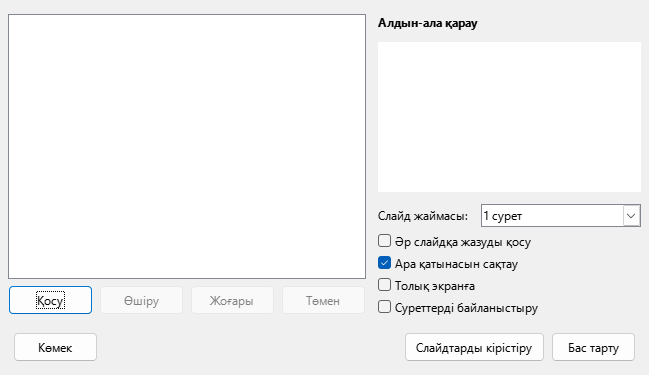 Алдын-ала қарау
Слайд жаймасы: 1 сурет
Әр слайдқа жазуды қосу
Ара қатынасын сақтау
Толық экранға
Суреттерді байланыстыру
Қосу Өшіру Жоғары Төмен
Көмек Слайдтарды кірістіру Бас тарту